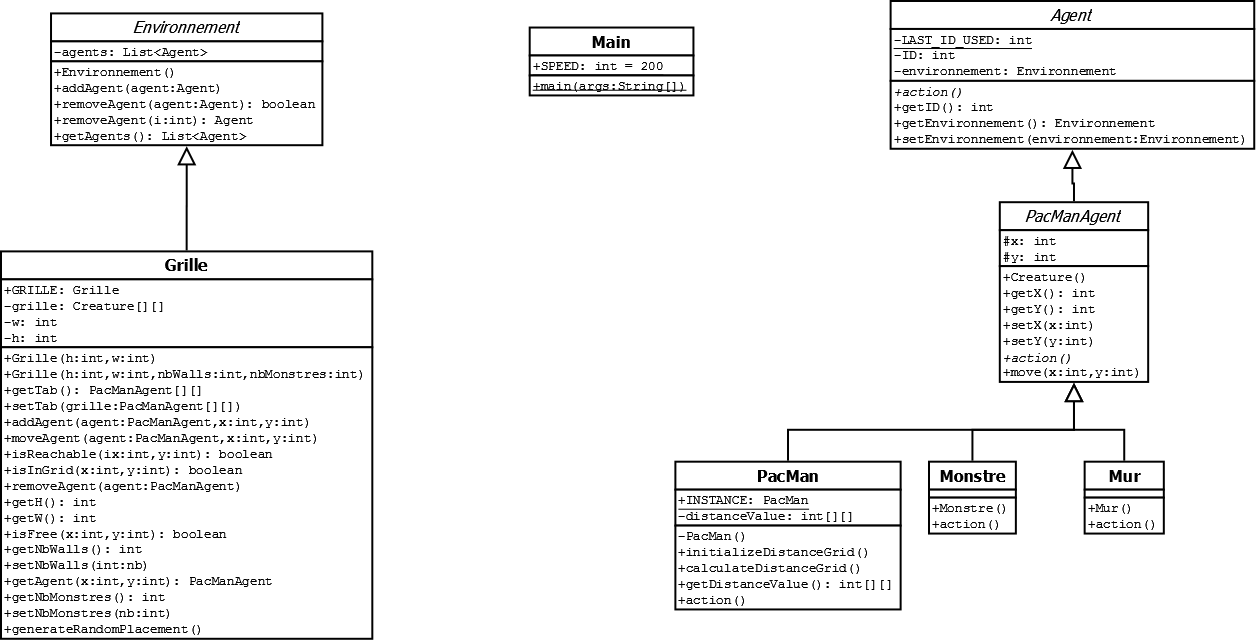 Environnement
-agents: List<Agent>
+Environnement()
+addAgent(agent:Agent)
+removeAgent(agent:Agent): boolean
+removeAgent(i:int): Agent
+getAgents(): List<Agent>
Main
+SPEED: int = 200
+main(args:String[])
Agent
-LAST_ID_USED: int
-ID: int
-environnement: Environnement
+action()
+getID(): int
+getEnvironnement(): Environnement
+setEnvironnement(environnement:Environnement)
PacManAgent
#x: int
#y: int
+Creature()
+getX(): int
+getY(): int
+setX(x:int)
+setY(y:int)
+action()
+move(x:int,y:int)
Grille
+GRILLE: Grille
-grille: Creature[][]
-w: int
-h: int
+Grille(h:int,w:int)
+Grille(h:int,w:int,nbWalls:int,nbMonstres:int)
+getTab(): PacManAgent[][]
+setTab(grille:PacManAgent[][])
+addAgent(agent:PacManAgent,x:int,y:int)
+moveAgent(agent:PacManAgent,x:int,y:int)
+isReachable(ix:int,y:int): boolean
+isInGrid(x:int,y:int): boolean
+removeAgent(agent:PacManAgent)
+getH(): int
+getW(): int
+isFree(x:int,y:int): boolean
+getNbWalls(): int
+setNbWalls(int:nb)
+getAgent(x:int,y:int): PacManAgent
+getNbMonstres(): int
+setNbMonstres(nb:int)
+generateRandomPlacement()
PacMan
+INSTANCE: PacMan
-distanceValue: int[][]
-PacMan()
+initializeDistanceGrid()
+calculateDistanceGrid()
+getDistanceValue(): int[][]
+action()
Monstre
+Monstre()
+action()
Mur
+Mur()
+action()